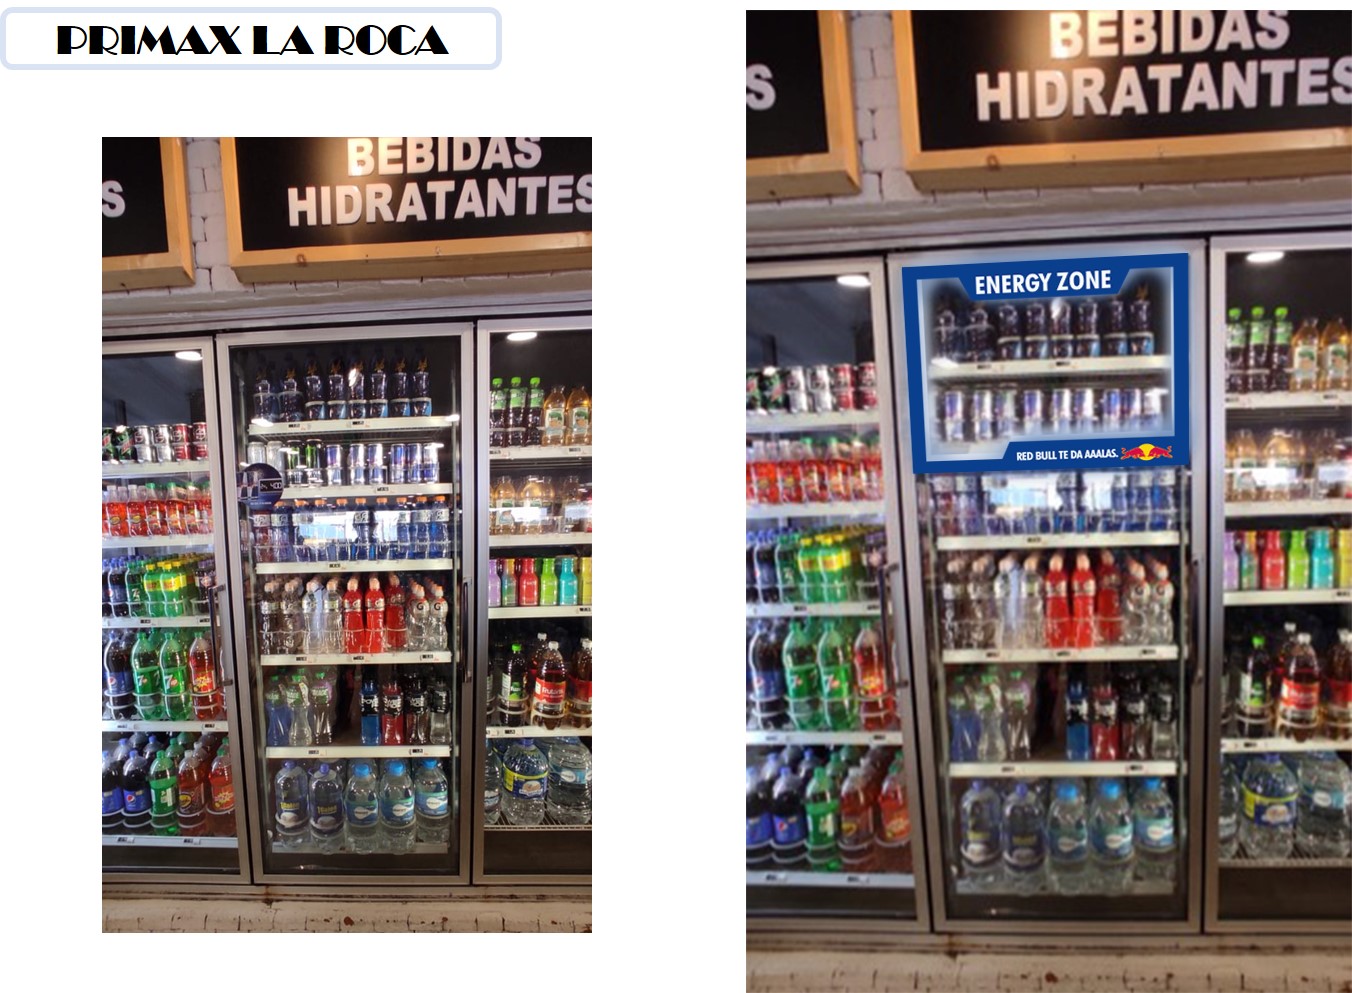 PRIMAX LA ROCA
BEBIDAS
HIDRATANTES
S
BEBIDAS
HIDRATANTES
S
ENERGY ZONE
RED BULL TE DA AAALAS.